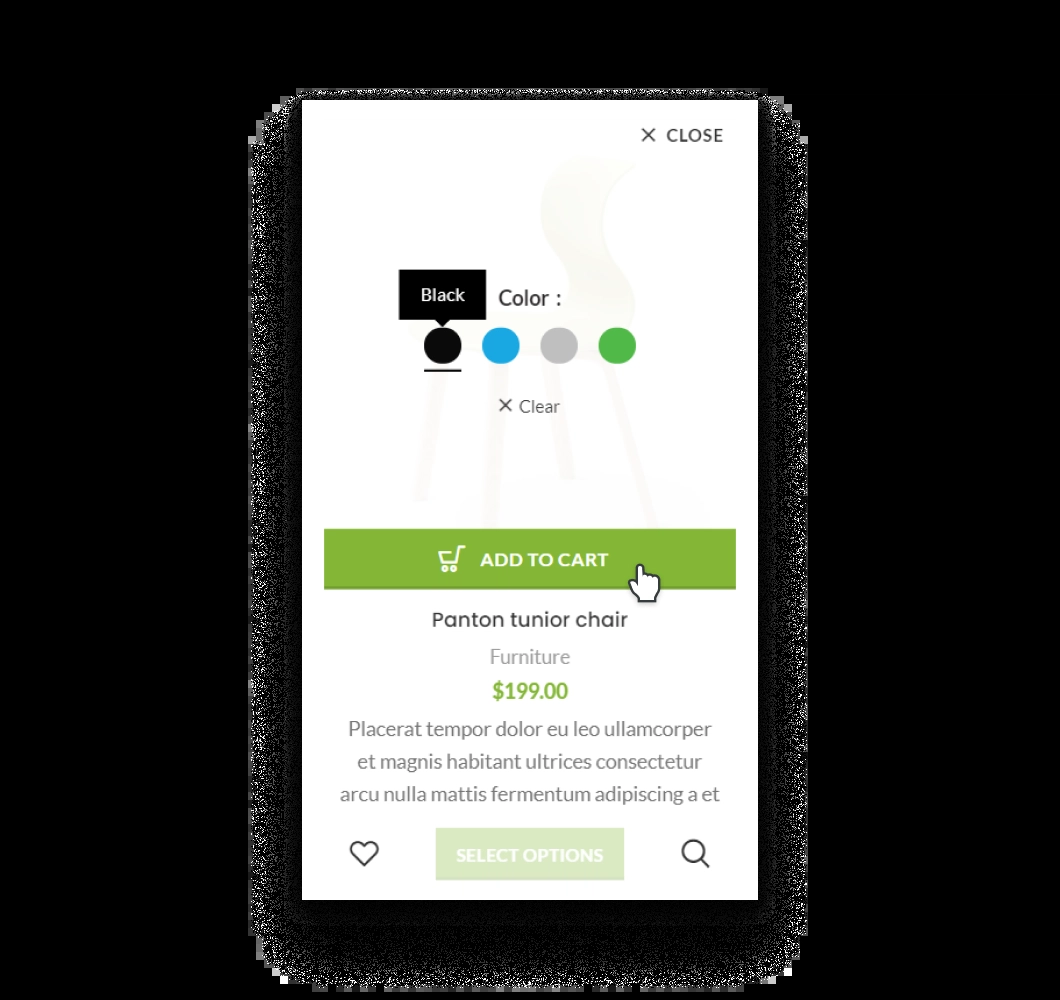 CLOSE
Black
Color :
Clear
ADD TO CART
Panton tunior chair
Furniture
$199.00
Placerat tempor dolor eu leo ullamcorper
et magnis habitant ultrices consectetur
arcu nulla mattis fermentum adipiscing a et
SELECT OPTIONS